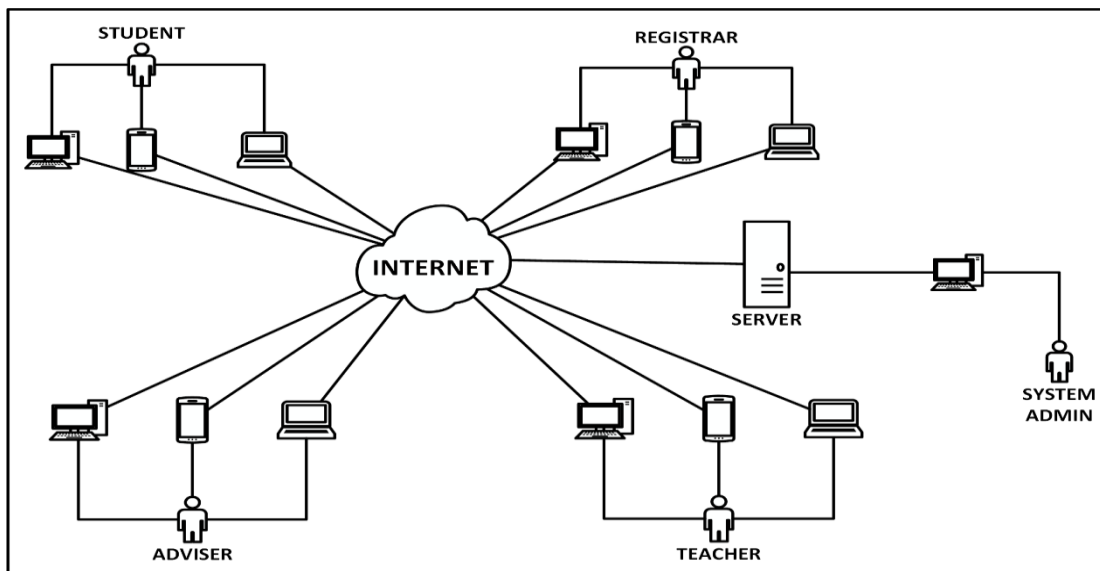 STUDENT
REGISTRAR
INTERNET
SERVER
SYSTEM
ADMIN
ADVISER
TEACHER